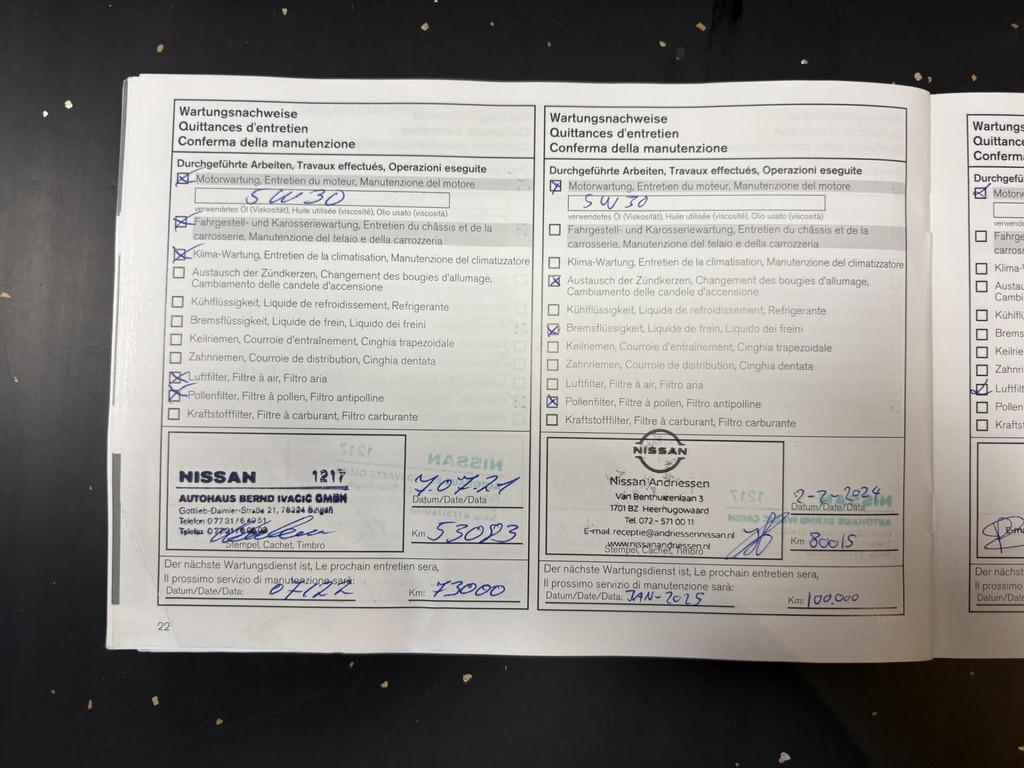 Wartungsnachweise
Quittances d'entretien
Conferma della manutenzione
Durchgeführte Arbeiten, Travaux effectués, Operazioni eseguite
Motorwartung, Entretien du moteur, Manutenzione del motore
5W30
verwendetes Öl (Viskosität), Huile utilisée (viscosité), Olio usato (viscosità)
Fahrgestell- und Karosseriewartung, Entretien du châssis et de la
carrosserie, Manutenzione del telaio e della carrozzeria
Klima-Wartung, Entretien de la climatisation, Manutenzione del climatizzatore
Austausch der Zündkerzen, Changement des bougies d'allumage,
Cambiamento delle candele d'accensione
Kühlflüssigkeit, Liquide de refroidissement, Refrigerante
Bremsflüssigkeit, Liquide de frein, Liquido dei freini
Keilriemen, Courroie d'entraînement, Cinghia trapezoidale
Zahnriemen, Courroie de distribution, Cinghia dentata
Luftfilter, Filtre à air, Filtro aria
Pollenfilter, Filtre à pollen, Filtro antipolline
Kraftstofffilter, Filtre à carburant, Filtro carburante
NISSAN 1217
AUTOHAUS BERND IVACIC GMBH
Gottlieb-Daimler-Straße 21, 78224 Singen
Telefon 07731/64951
Telefax
Stempel, Cachet, Timbro
Datum/Date/Data
Km 53083
Der nächste Wartungsdienst ist, Le prochain entretien sera,
Il prossimo servizio di manutenzione sarà:
Datum/Date/Data: 07/22 Km: 73000
22
Wartungsnachweise
Quittances d'entretien
Conferma della manutenzione
Durchgeführte Arbeiten, Travaux effectués, Operazioni eseguite
Motorwartung, Entretien du moteur, Manutenzione del motore
5W30
verwendetes Öl (Viskosität), Huile utilisée (viscosité), Olio usato (viscosità)
Fahrgestell- und Karosseriewartung, Entretien du châssis et de la
carrosserie, Manutenzione del telaio e della carrozzeria
Klima-Wartung, Entretien de la climatisation, Manutenzione del climatizzatore
Austausch der Zündkerzen, Changement des bougies d'allumage,
Cambiamento delle candele d'accensione
Kühlflüssigkeit, Liquide de refroidissement, Refrigerante
Bremsflüssigkeit, Liquide de frein, Liquido dei freini
Keilriemen, Courroie d'entraînement, Cinghia trapezoidale
Zahnriemen, Courroie de distribution, Cinghia dentata
Luftfilter, Filtre à air, Filtro aria
Pollenfilter, Filtre à pollen, Filtro antipolline
Kraftstofffilter, Filtre à carburant, Filtro carburante
NISSAN
Nissan Andriessen
Van Benthuizenlaan 3
1701 BZ Heerhugowaard
Tel. 072 - 571 00 11
E-mail receptie@andriessennissan.nl
www.nissanandriessen.nl
Stempel, Cachet, Timbro
2-2-2024
Datum/Date/Data
Km 80015
Der nächste Wartungsdienst ist, Le prochain entretien sera,
Il prossimo servizio di manutenzione sarà:
Datum/Date/Data: JAN-2025 Km: 100.000